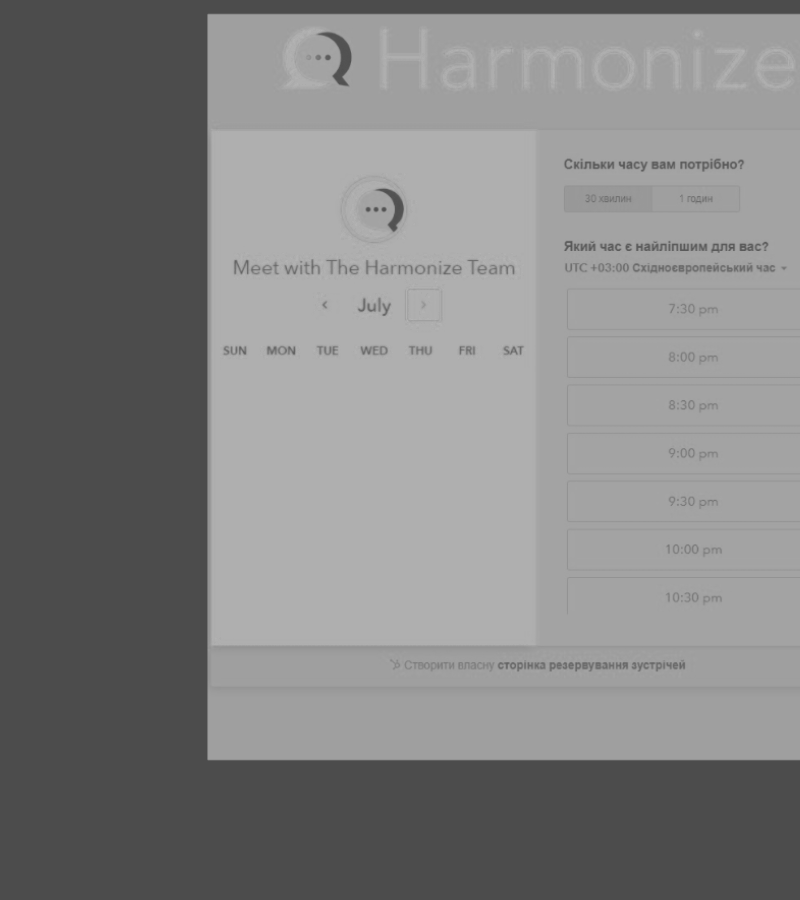 Harmonize
Meet with The Harmonize Team
July
SUN MON TUE WED THU FRI SAT
Скільки часу вам потрібно?
30 хвилин 1 годин
Який час є найліпшим для вас?
UTC +03:00 Східноєвропейський час
7:30 pm
8:00 pm
8:30 pm
9:00 pm
9:30 pm
10:00 pm
10:30 pm
Створити власну сторінка резервування зустрічей